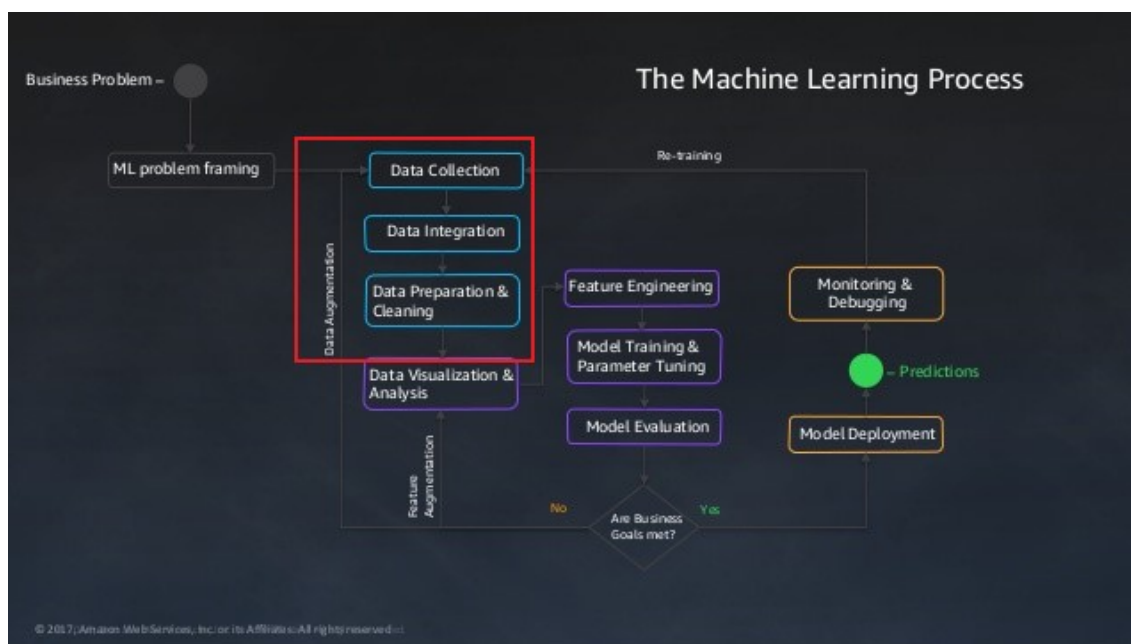 The Machine Learning Process
Business Problem –
ML problem framing
Data Collection
Re-training
Data Integration
Data Augmentation
Data Preparation &
Cleaning
Feature Engineering
Monitoring &
Debugging
Model Training &
Parameter Tuning
Data Visualization &
Analysis
– Predictions
Model Evaluation
Model Deployment
Feature
Augmentation
No
Yes
Are Business
Goals met?
© 2017, Amazon Web Services, Inc. or its Affiliates. All rights reserved